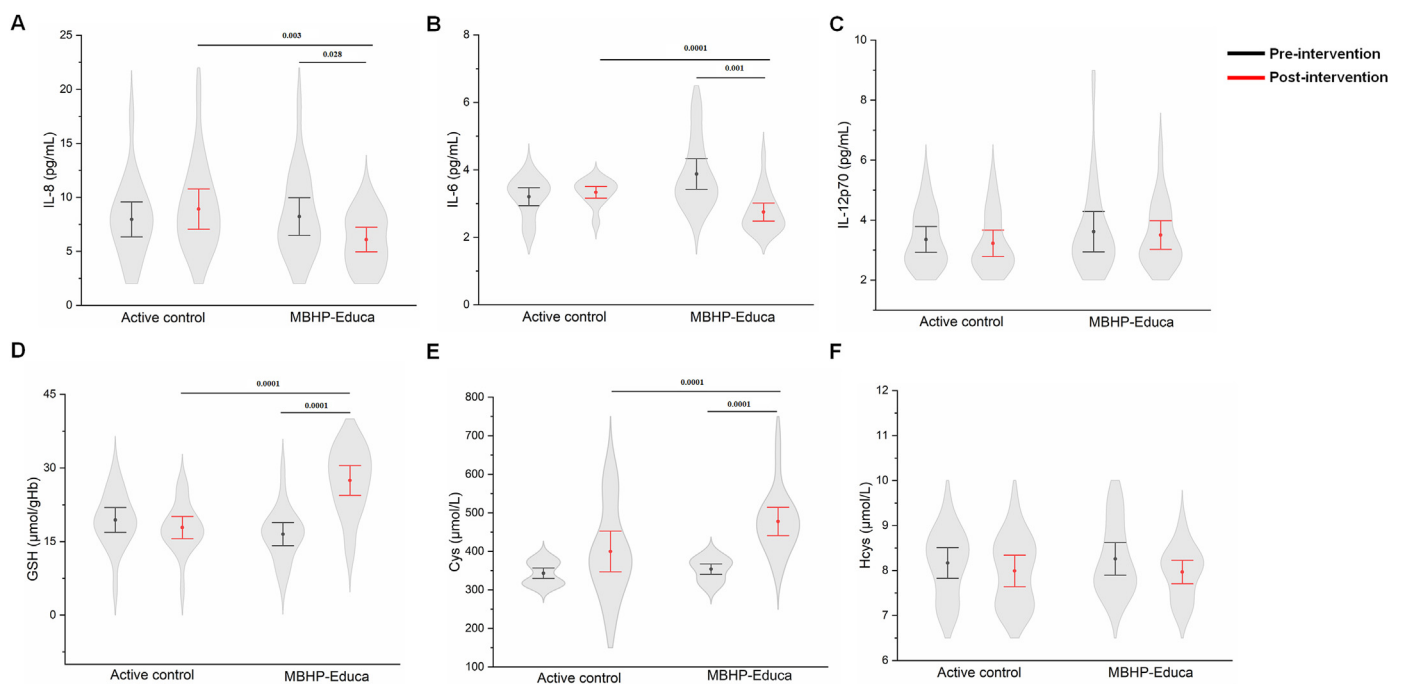 A
IL-8 (pg/mL)
25
20
15
10
5
0
0.003
0.028
Active control
MBHP-Educa
B
IL-6 (pg/mL)
8
6
4
2
0
0.0001
0.001
Active control
MBHP-Educa
C
IL-12p70 (pg/mL)
10
8
6
4
2
Active control
MBHP-Educa
Pre-intervention
Post-intervention
D
GSH (μmol/gHb)
45
30
15
0
0.0001
0.0001
Active control
MBHP-Educa
E
Cys (μmol/L)
800
700
600
500
400
300
200
100
0.0001
0.0001
Active control
MBHP-Educa
F
Hcys (μmol/L)
12
11
10
9
8
7
6
Active control
MBHP-Educa